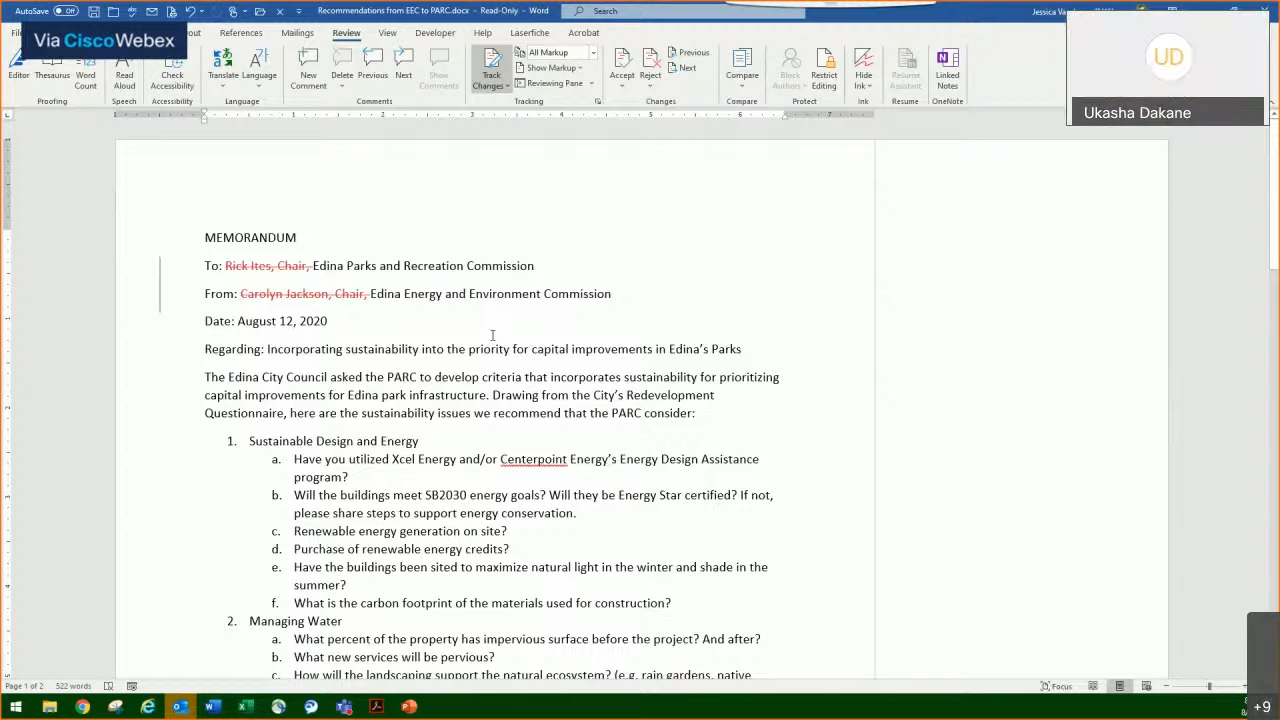 AutoSave Off
Recommendations from EEC to PARC.docx - Read-Only - Word
Search
Via CiscoWebex
References Mailings Review View Developer Help Laserfiche Acrobat
Editor Thesaurus Word Count
Proofing
Read Aloud
Speech
Check Accessibility
Accessibility
Translate Language
Language
New Comment Delete Previous Next Show Comments
Comments
Track Changes
All Markup
Show Markup
Reviewing Pane
Tracking
Accept Reject Previous Next
Changes
Compare
Compare
Block Authors Restrict Editing
Protect
Hide Ink
Ink
Resume Assistant
Resume
Linked Notes
OneNote
UD
Ukasha Dakane
MEMORANDUM
To: Rick Ites, Chair, Edina Parks and Recreation Commission
From: Carolyn Jackson, Chair, Edina Energy and Environment Commission
Date: August 12, 2020
Regarding: Incorporating sustainability into the priority for capital improvements in Edina’s Parks
The Edina City Council asked the PARC to develop criteria that incorporates sustainability for prioritizing
capital improvements for Edina park infrastructure. Drawing from the City’s Redevelopment
Questionnaire, here are the sustainability issues we recommend that the PARC consider:
1. Sustainable Design and Energy
a. Have you utilized Xcel Energy and/or Centerpoint Energy’s Energy Design Assistance
program?
b. Will the buildings meet SB2030 energy goals? Will they be Energy Star certified? If not,
please share steps to support energy conservation.
c. Renewable energy generation on site?
d. Purchase of renewable energy credits?
e. Have the buildings been sited to maximize natural light in the winter and shade in the
summer?
f. What is the carbon footprint of the materials used for construction?
2. Managing Water
a. What percent of the property has impervious surface before the project? And after?
b. What new services will be pervious?
c. How will the landscaping support the natural ecosystem? (e.g. rain gardens, native
Page 1 of 2 522 words
Focus
+9